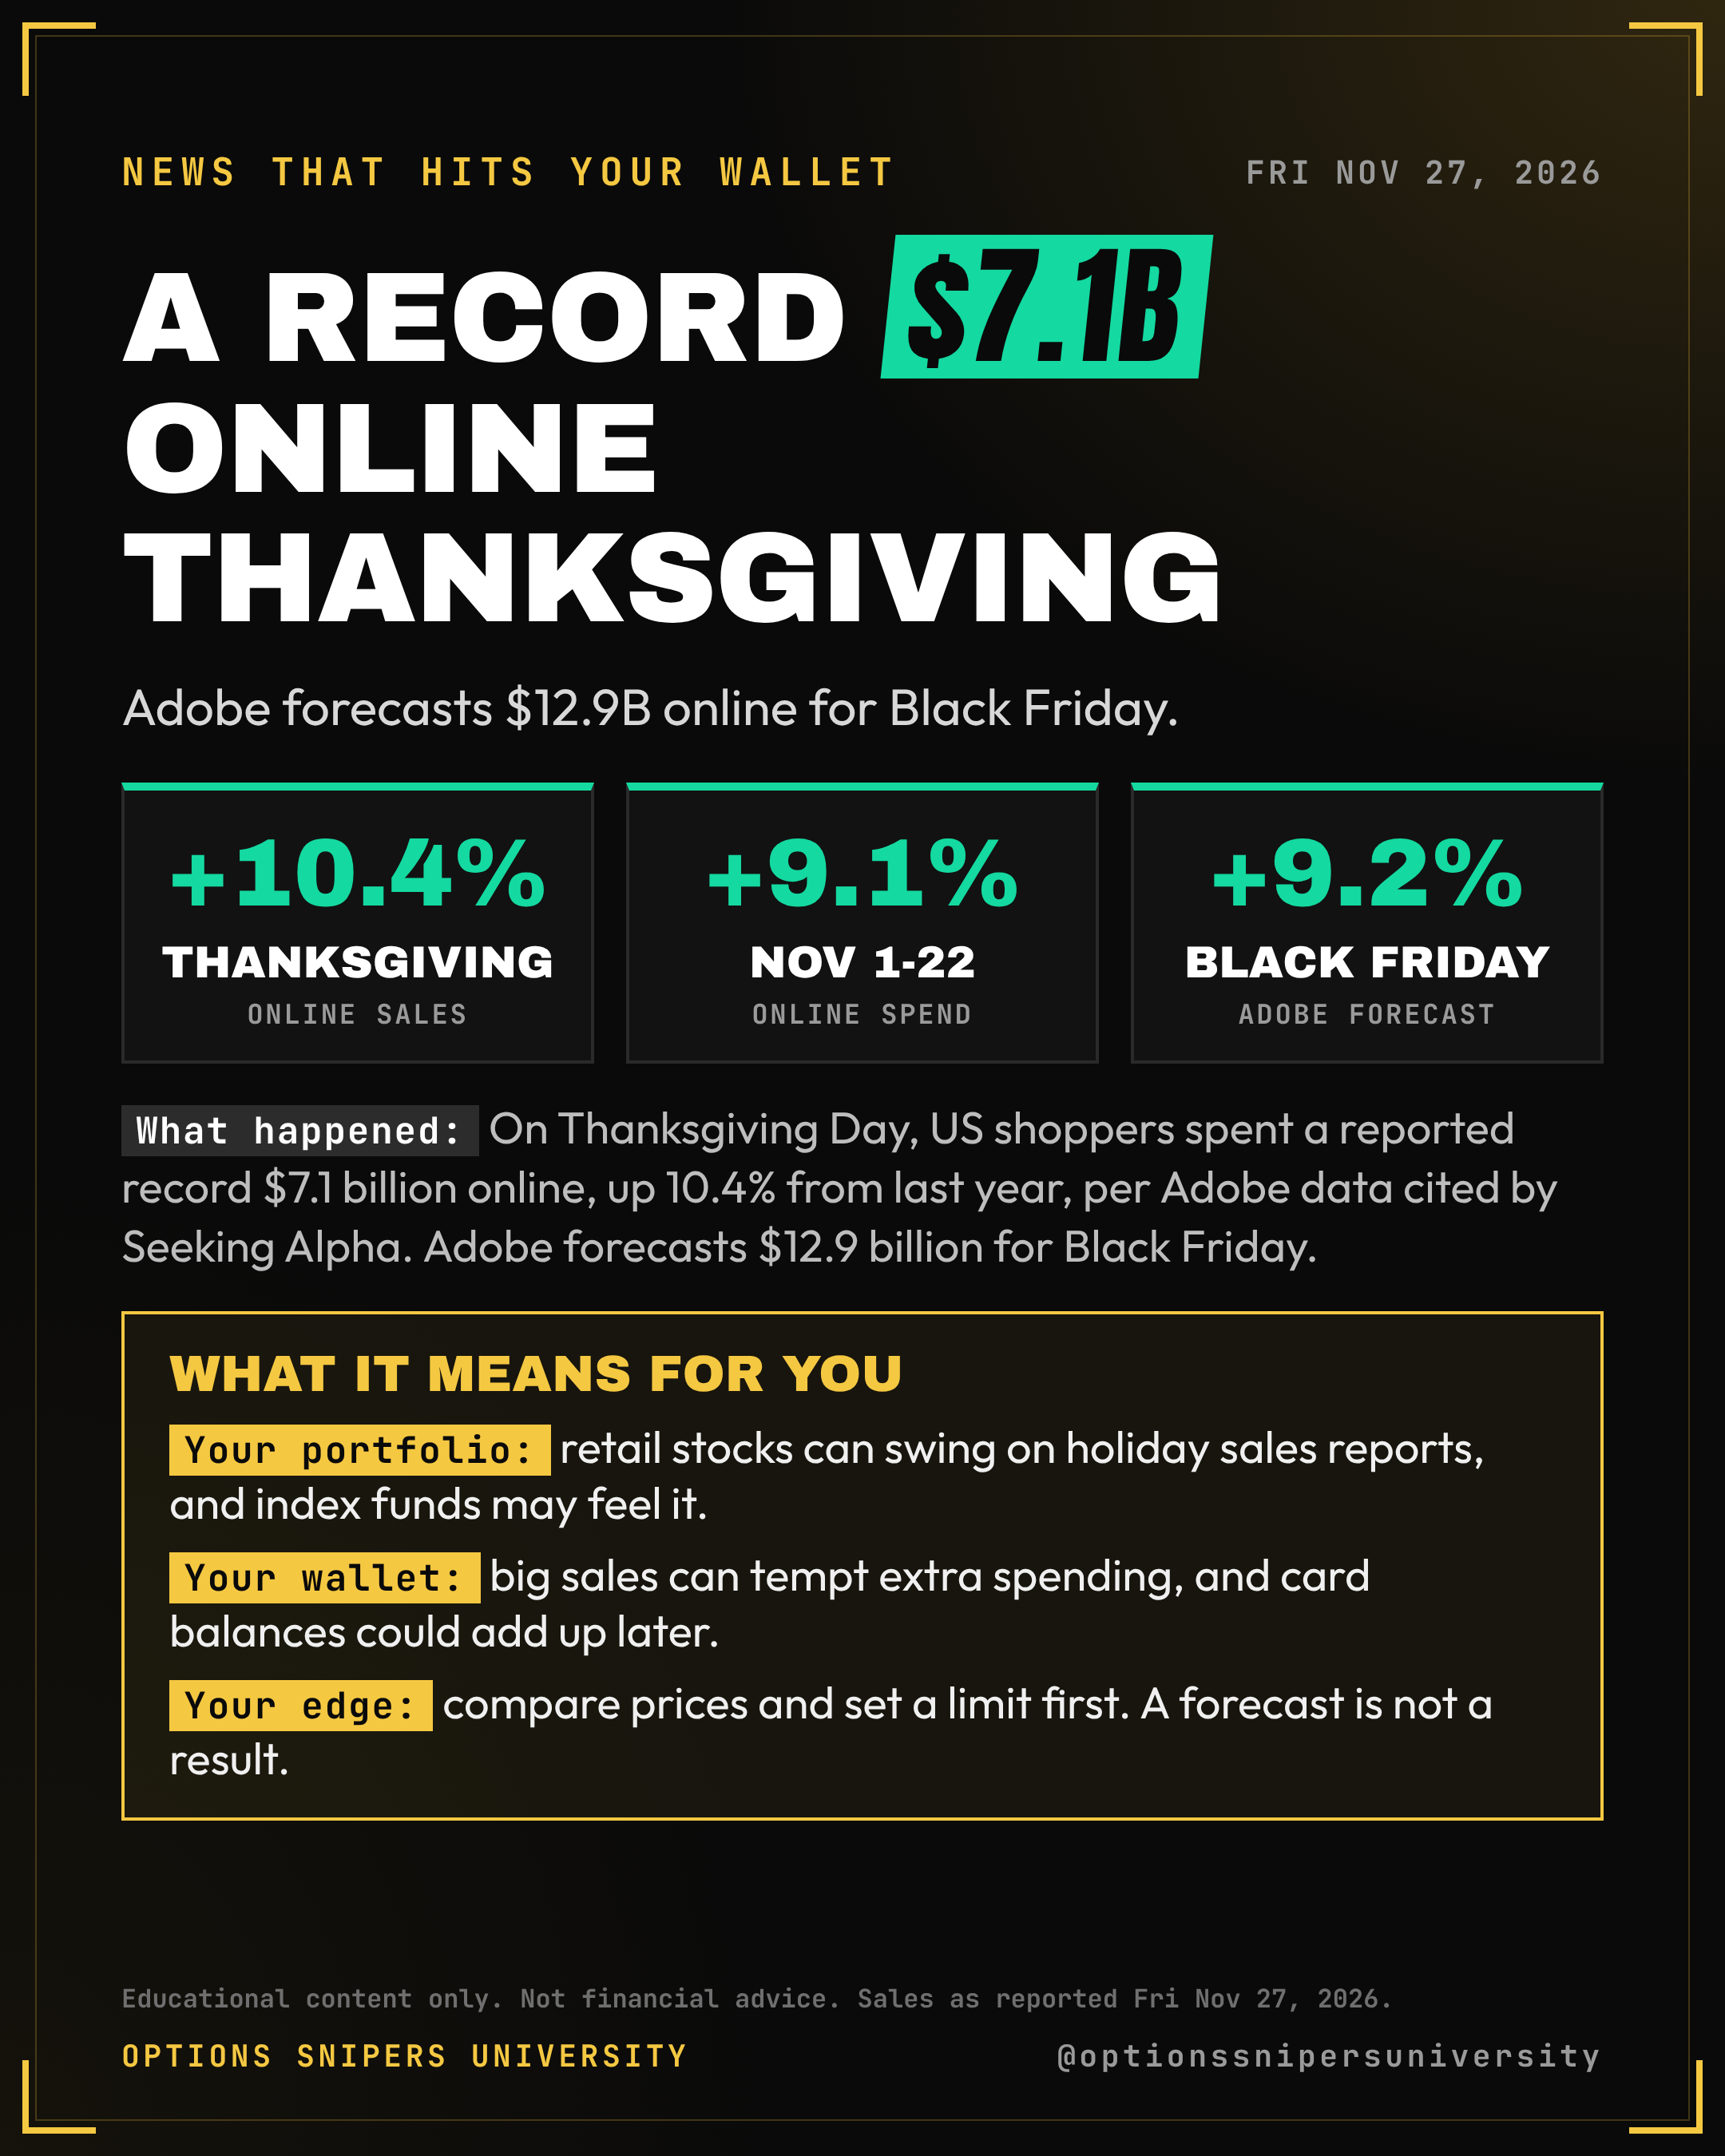 NEWS THAT HITS YOUR WALLET
FRI NOV 27, 2026
A RECORD $7.1B
ONLINE
THANKSGIVING
Adobe forecasts $12.9B online for Black Friday.
+10.4%
THANKSGIVING
ONLINE SALES
+9.1%
NOV 1-22
ONLINE SPEND
+9.2%
BLACK FRIDAY
ADOBE FORECAST
What happened: On Thanksgiving Day, US shoppers spent a reported
record $7.1 billion online, up 10.4% from last year, per Adobe data cited by
Seeking Alpha. Adobe forecasts $12.9 billion for Black Friday.
WHAT IT MEANS FOR YOU
Your portfolio: retail stocks can swing on holiday sales reports,
and index funds may feel it.
Your wallet: big sales can tempt extra spending, and card
balances could add up later.
Your edge: compare prices and set a limit first. A forecast is not a
result.
Educational content only. Not financial advice. Sales as reported Fri Nov 27, 2026.
OPTIONS SNIPERS UNIVERSITY
@optionssnipersuniversity